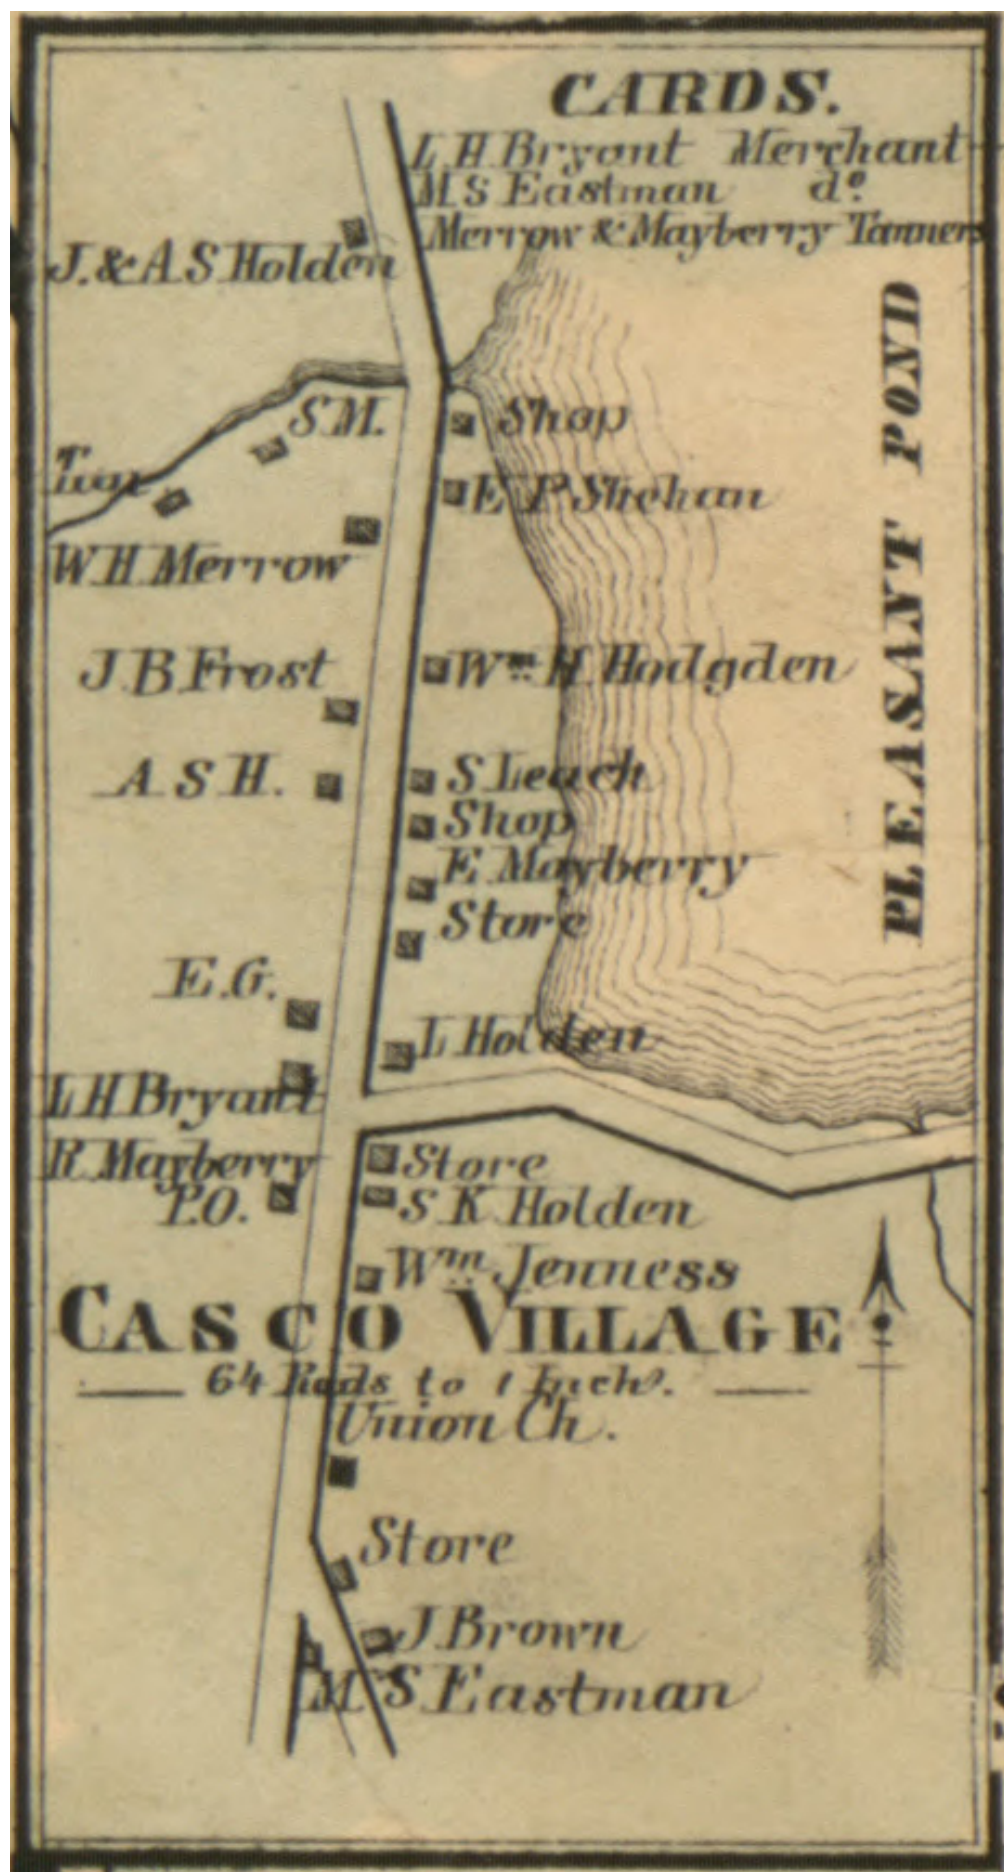 CARDS.
L H Bryant Merchant
M S Eastman do.
Merrow & Mayberry Tanners
J. & A S Holden
S M.
Shop
Tan
E P Shehan
W H Merrow
PLEASANT POND
J. B Frost
Wm H Hodgden
A S H.
S Leach
Shop
E Mayberry
Store
E. G.
L Holden
L H Bryant
R Mayberry
P.O.
Store
S K Holden
Wm Jenness
CASCO VILLAGE
64 Rods to 1 Inch.
Union Ch.
Store
J. Brown
M S Eastman